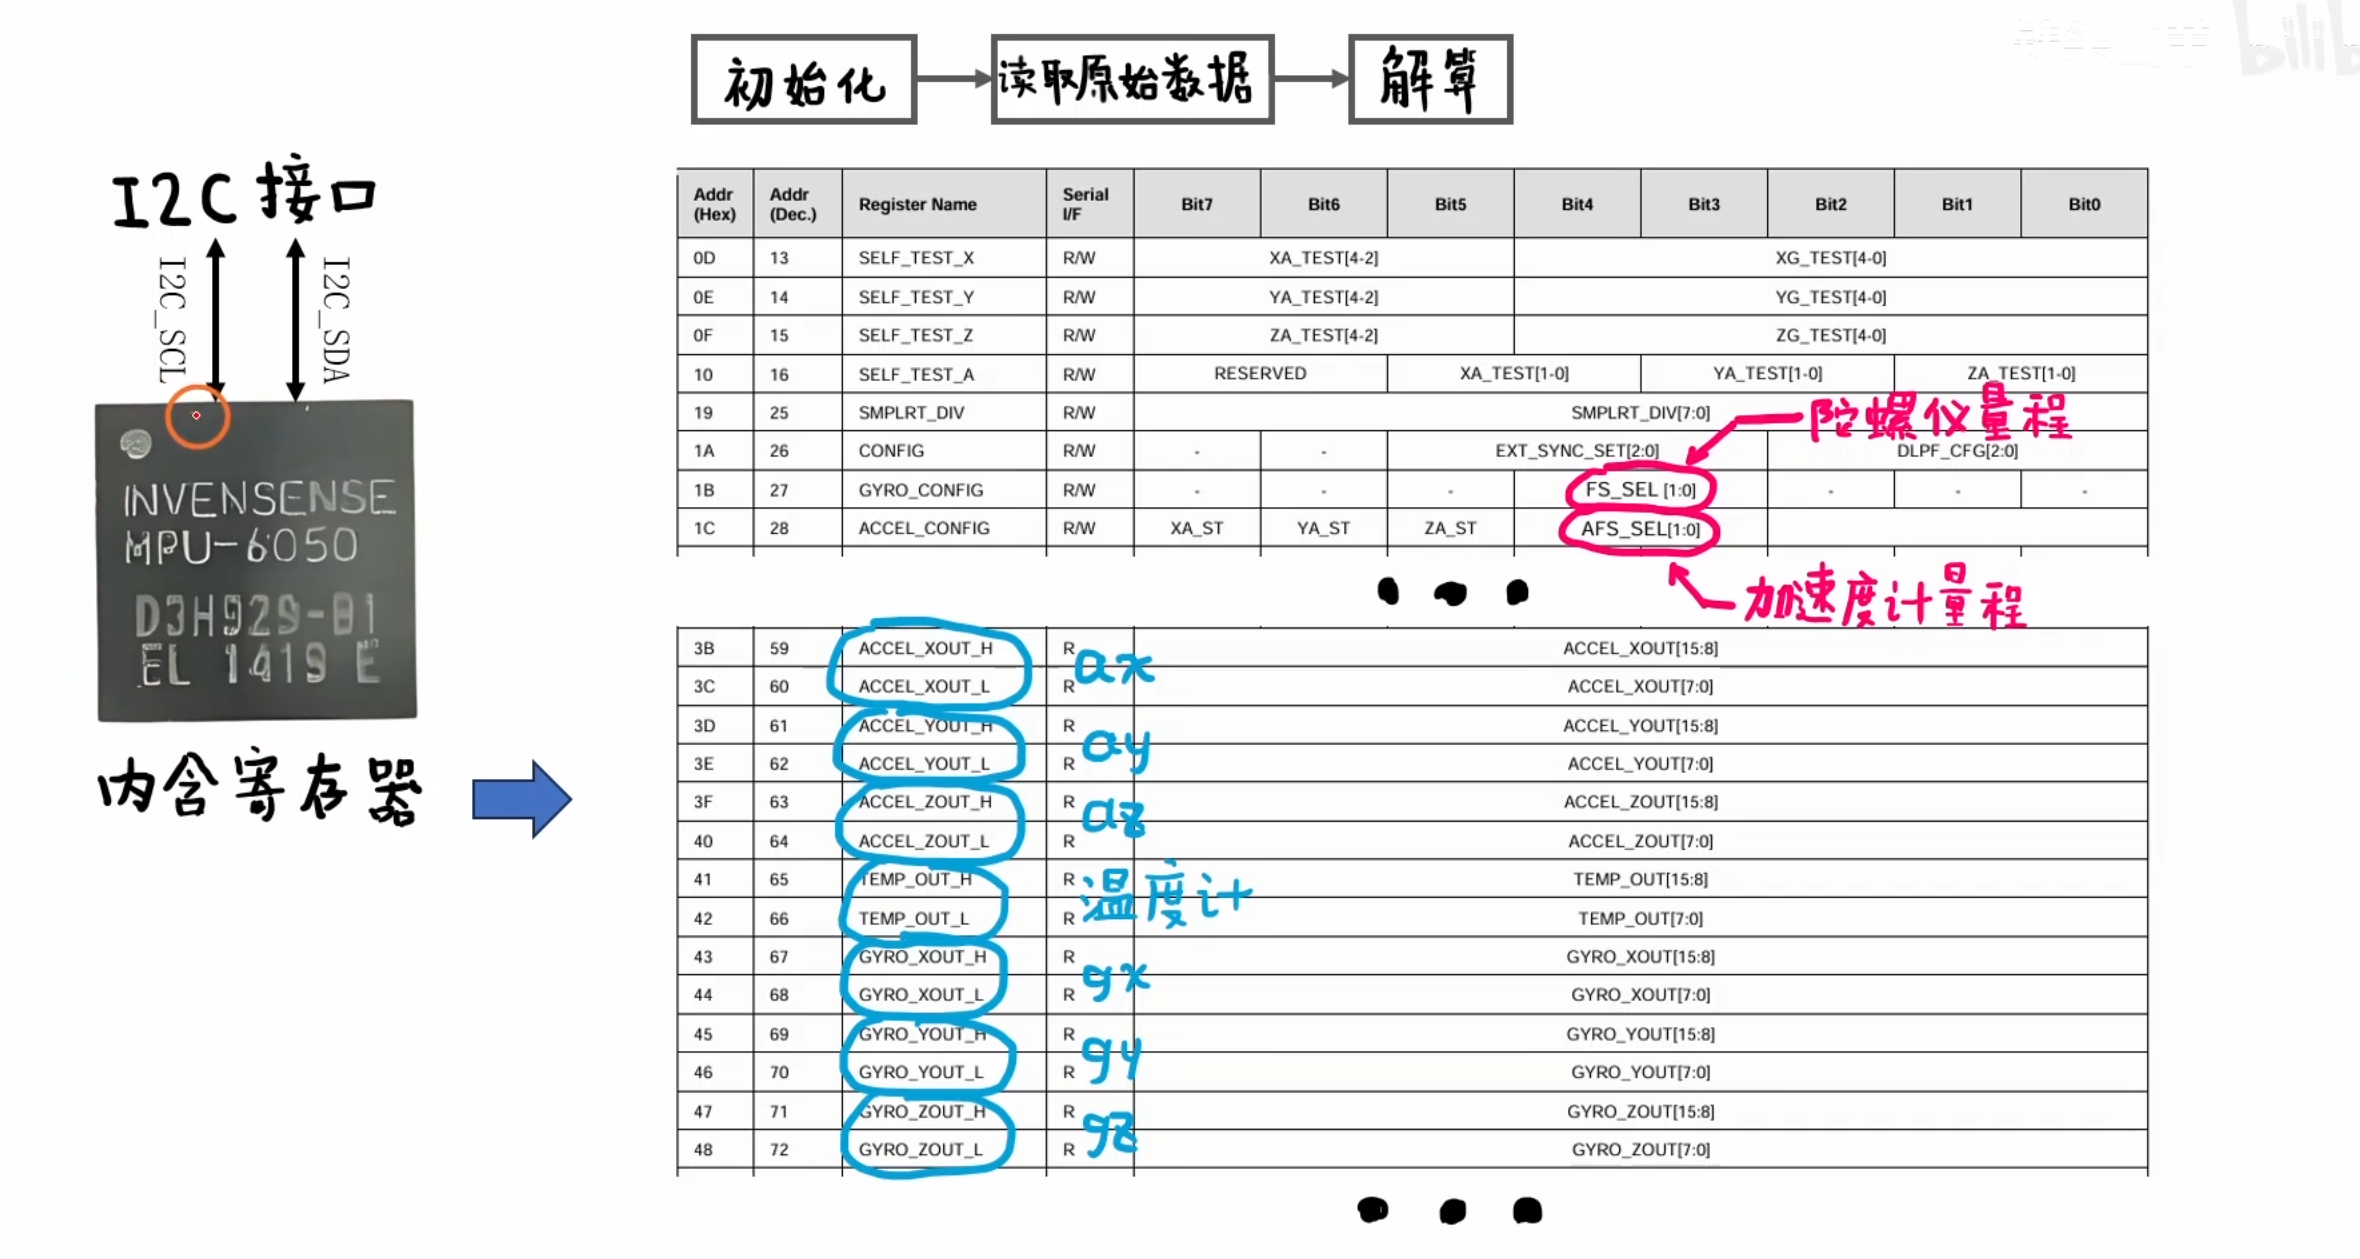 初始化
读取原始数据
解算
I2C接口
I2C_SCL
I2C_SDA
INVENSENSE
MPU-6050
D3H929-B1
EL 1419 E
内含寄存器
Addr (Hex) Addr (Dec.) Register Name Serial I/F Bit7 Bit6 Bit5 Bit4 Bit3 Bit2 Bit1 Bit0
0D 13 SELF_TEST_X R/W XA_TEST[4-2] XG_TEST[4-0]
0E 14 SELF_TEST_Y R/W YA_TEST[4-2] YG_TEST[4-0]
0F 15 SELF_TEST_Z R/W ZA_TEST[4-2] ZG_TEST[4-0]
10 16 SELF_TEST_A R/W RESERVED XA_TEST[1-0] YA_TEST[1-0] ZA_TEST[1-0]
19 25 SMPLRT_DIV R/W SMPLRT_DIV[7:0]
陀螺仪量程
1A 26 CONFIG R/W - - EXT_SYNC_SET[2:0] DLPF_CFG[2:0]
1B 27 GYRO_CONFIG R/W - - - FS_SEL [1:0] - - -
1C 28 ACCEL_CONFIG R/W XA_ST YA_ST ZA_ST AFS_SEL[1:0]
加速度计量程
3B 59 ACCEL_XOUT_H R ACCEL_XOUT[15:8]
ax
3C 60 ACCEL_XOUT_L R ACCEL_XOUT[7:0]
3D 61 ACCEL_YOUT_H R ACCEL_YOUT[15:8]
ay
3E 62 ACCEL_YOUT_L R ACCEL_YOUT[7:0]
3F 63 ACCEL_ZOUT_H R ACCEL_ZOUT[15:8]
az
40 64 ACCEL_ZOUT_L R ACCEL_ZOUT[7:0]
41 65 TEMP_OUT_H R TEMP_OUT[15:8]
温度计
42 66 TEMP_OUT_L R TEMP_OUT[7:0]
43 67 GYRO_XOUT_H R GYRO_XOUT[15:8]
gx
44 68 GYRO_XOUT_L R GYRO_XOUT[7:0]
45 69 GYRO_YOUT_H R GYRO_YOUT[15:8]
gy
46 70 GYRO_YOUT_L R GYRO_YOUT[7:0]
47 71 GYRO_ZOUT_H R GYRO_ZOUT[15:8]
gz
48 72 GYRO_ZOUT_L R GYRO_ZOUT[7:0]